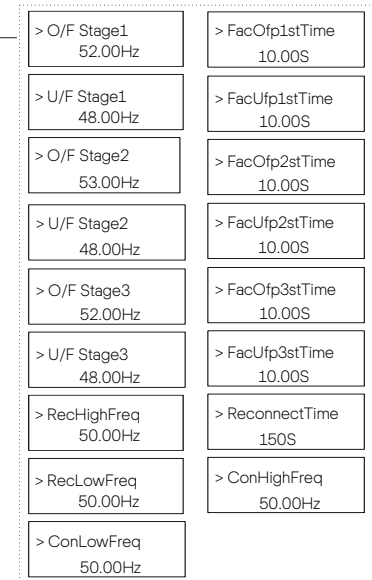 > O/F Stage1
52.00Hz
> U/F Stage1
48.00Hz
> O/F Stage2
53.00Hz
> U/F Stage2
48.00Hz
> O/F Stage3
52.00Hz
> U/F Stage3
48.00Hz
> RecHighFreq
50.00Hz
> RecLowFreq
50.00Hz
> ConLowFreq
50.00Hz
> FacOfp1stTime
10.00S
> FacUfp1stTime
10.00S
> FacOfp2stTime
10.00S
> FacUfp2stTime
10.00S
> FacOfp3stTime
10.00S
> FacUfp3stTime
10.00S
> ReconnectTime
150S
> ConHighFreq
50.00Hz